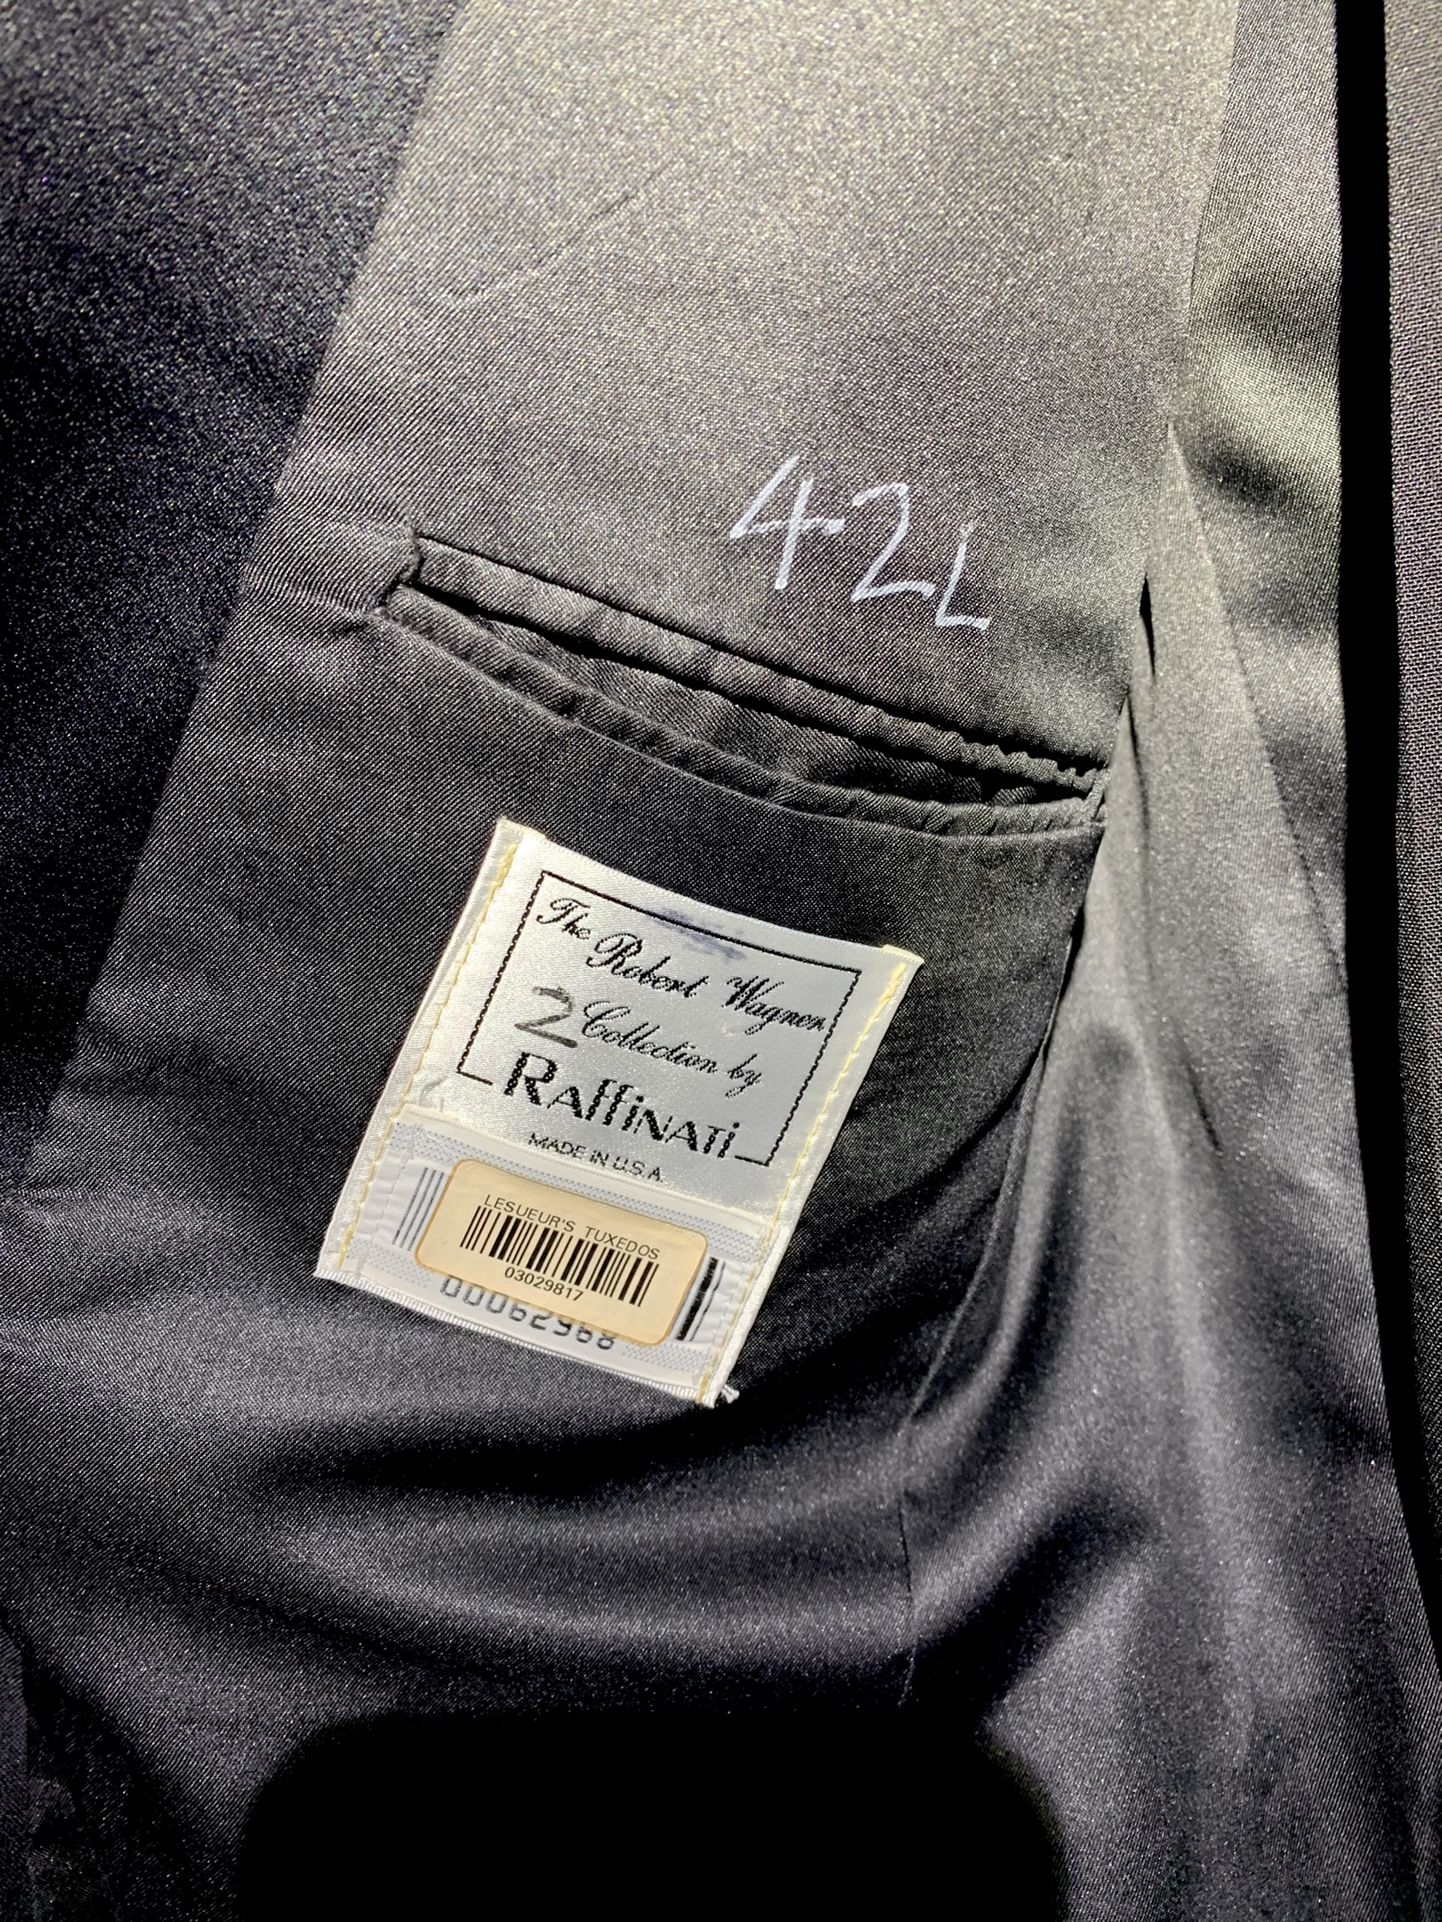 42L
The Robert Wagner
2 Collection by
RAffiNATi
MADE IN U.S.A.
LESUEUR'S TUXEDOS
03029817
00062968